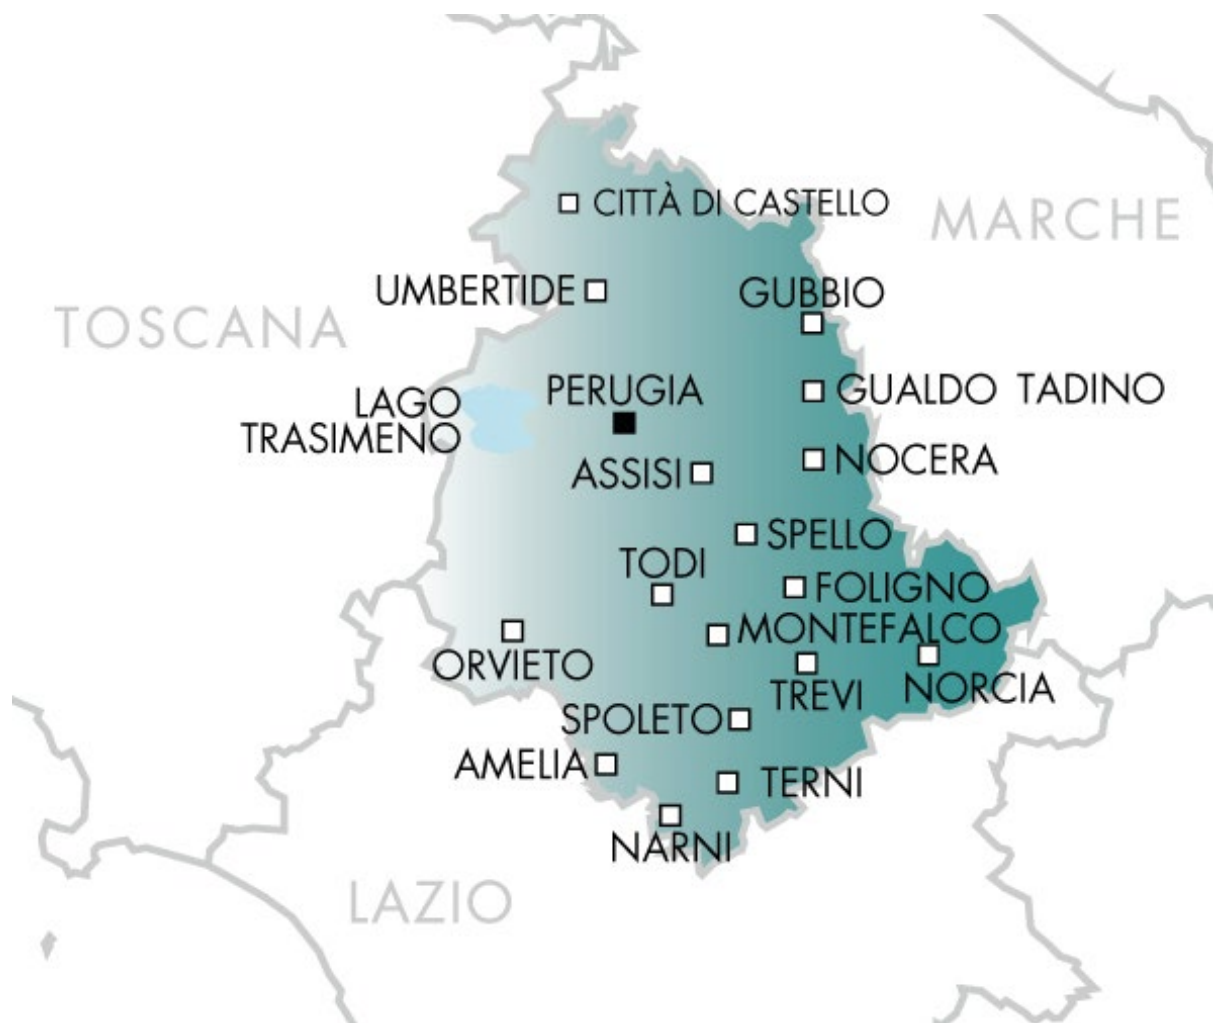 CITTÀ DI CASTELLO
MARCHE
UMBERTIDE
GUBBIO
TOSCANA
PERUGIA
GUALDO TADINO
LAGO
TRASIMENO
NOCERA
ASSISI
SPELLO
TODI
FOLIGNO
MONTEFALCO
ORVIETO
TREVI
NORCIA
SPOLETO
AMELIA
TERNI
NARNI
LAZIO